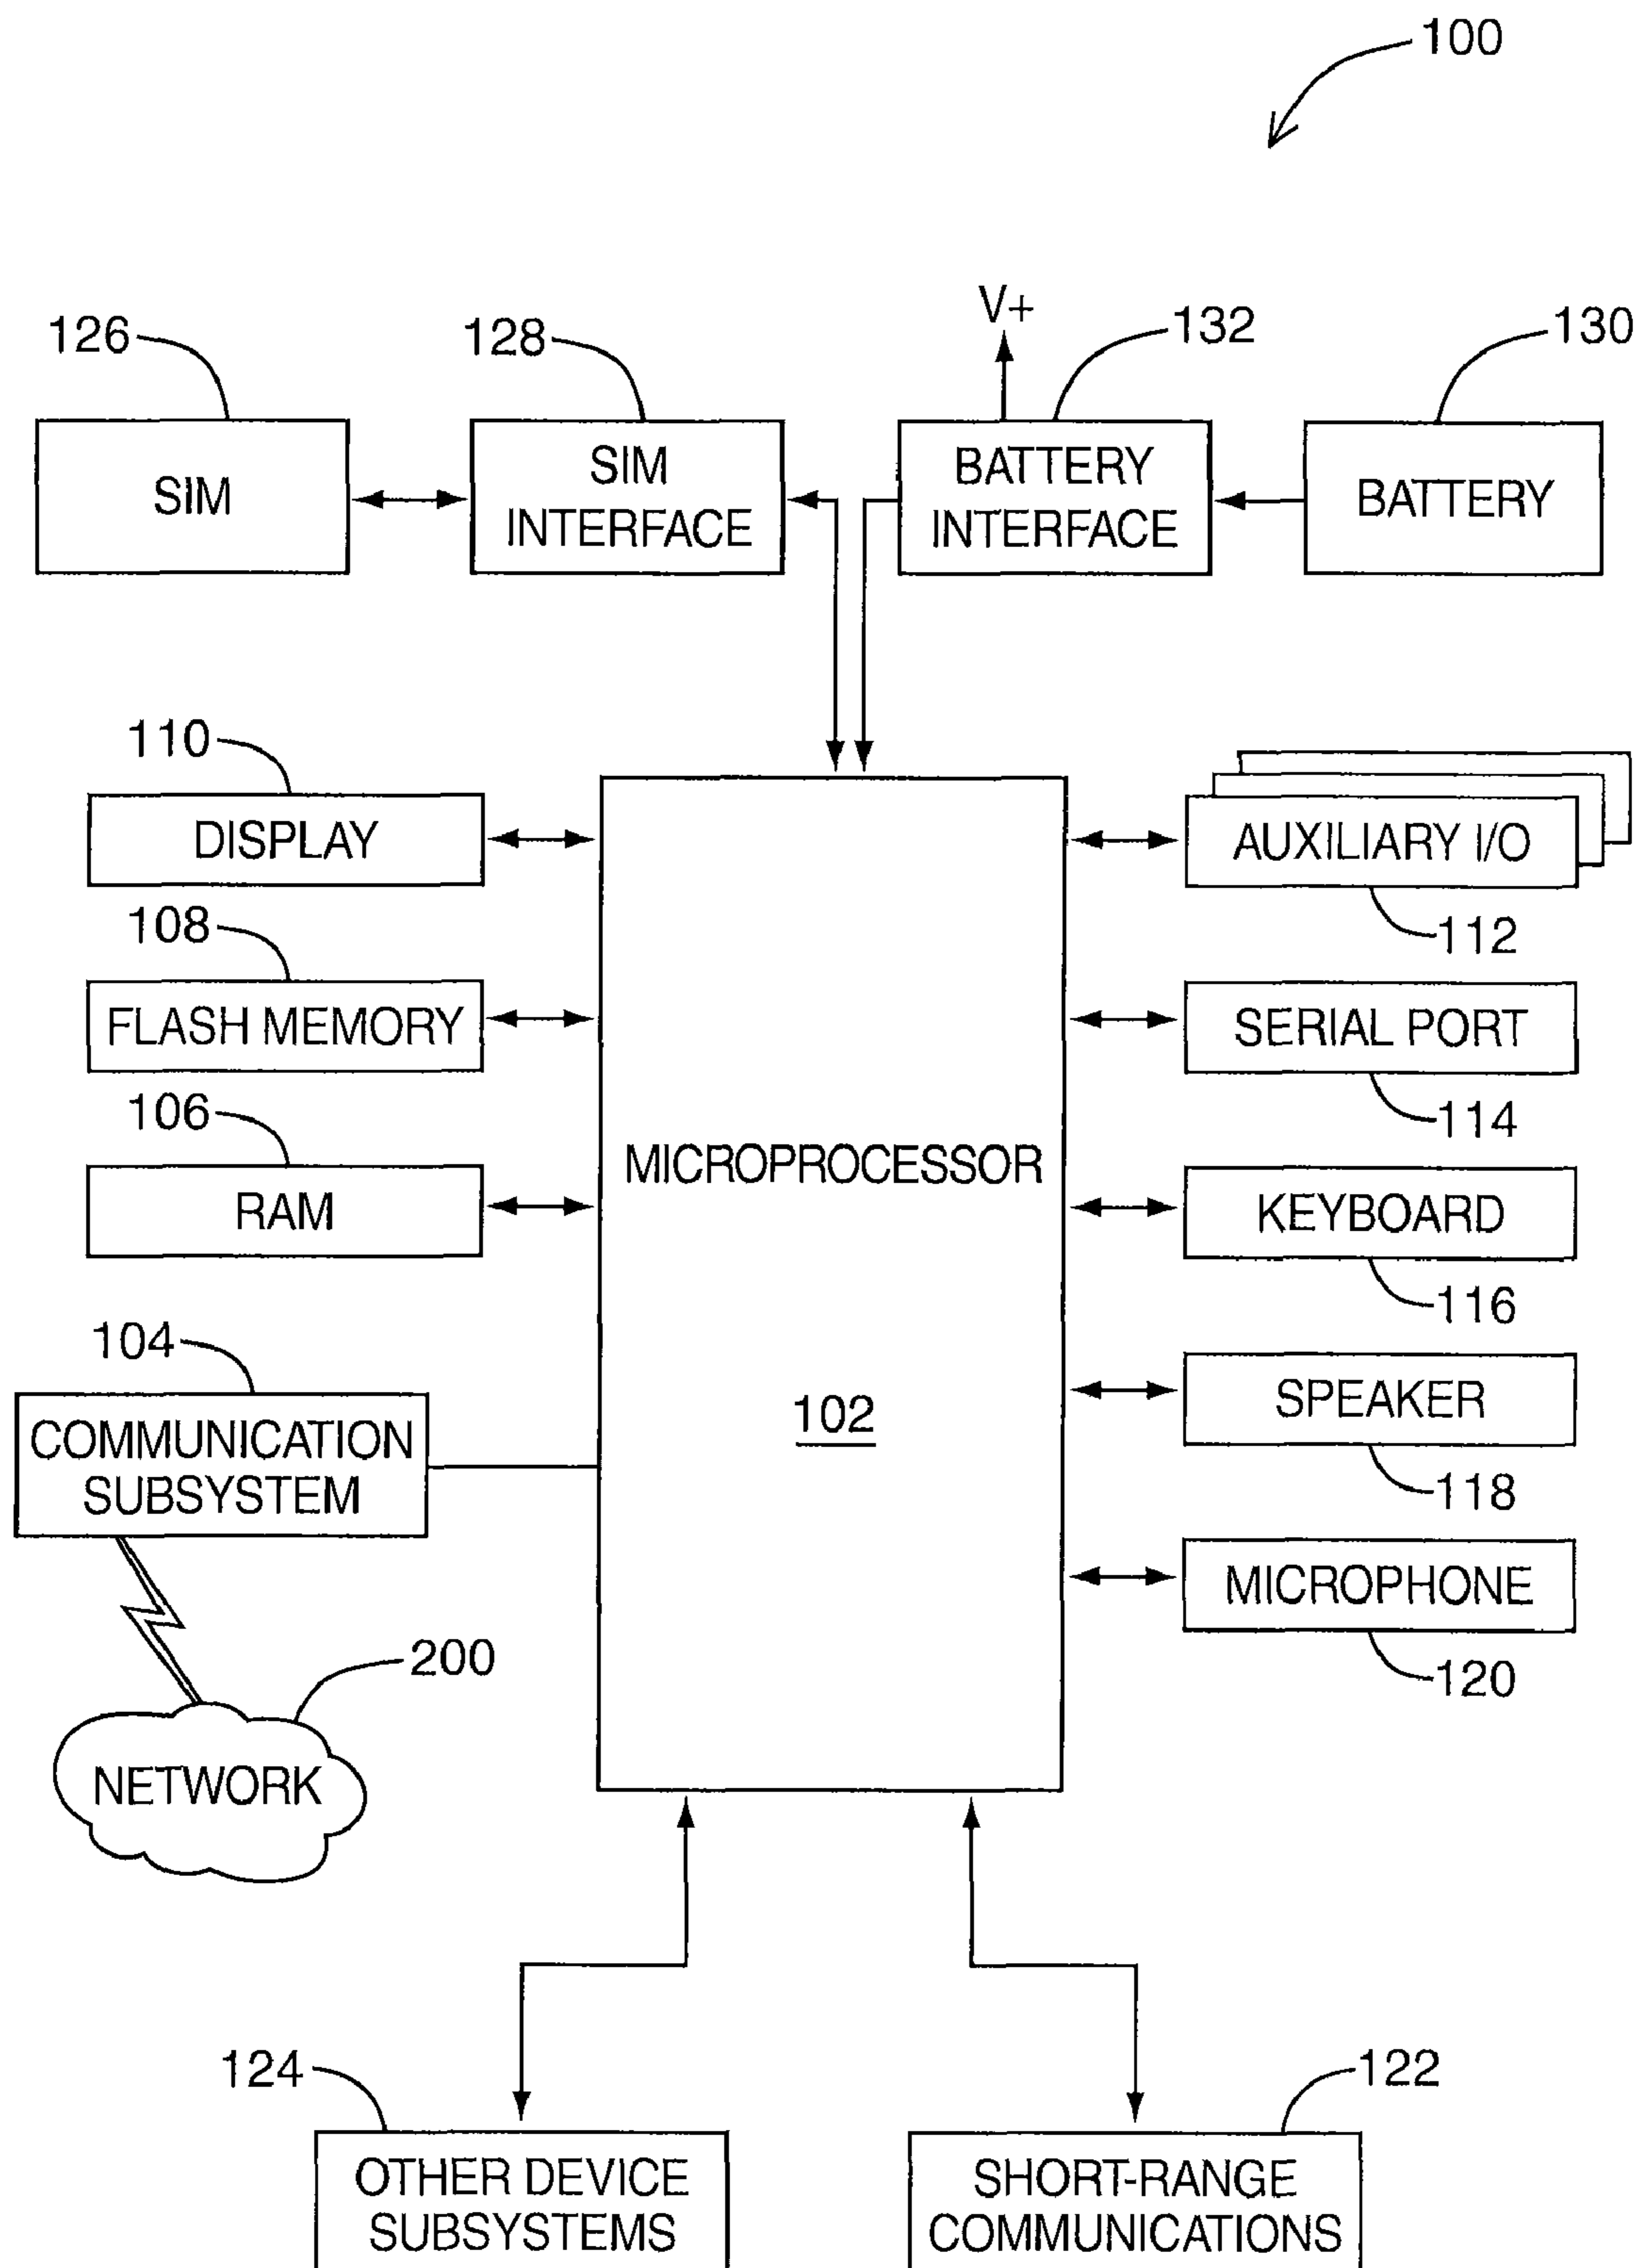 100
V+
126
128
132
130
SIM
SIM
INTERFACE
BATTERY
INTERFACE
BATTERY
110
DISPLAY
AUXILIARY I/O
112
108
FLASH MEMORY
SERIAL PORT
114
106
RAM
MICROPROCESSOR
KEYBOARD
116
104
COMMUNICATION
SUBSYSTEM
102
SPEAKER
118
MICROPHONE
120
200
NETWORK
124
122
OTHER DEVICE
SUBSYSTEMS
SHORT-RANGE
COMMUNICATIONS